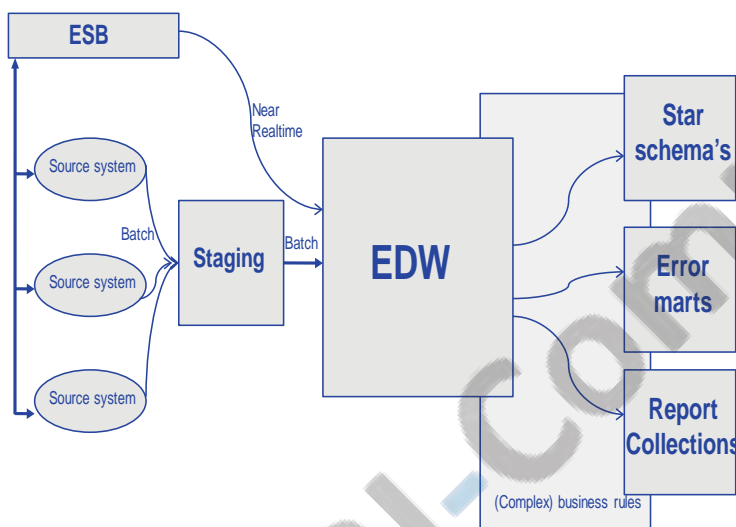 ESB
Near
Realtime
Star
schema's
Source system
Batch
Staging
Batch
EDW
Source system
Error
marts
Source system
Report
Collections
(Complex) business rules